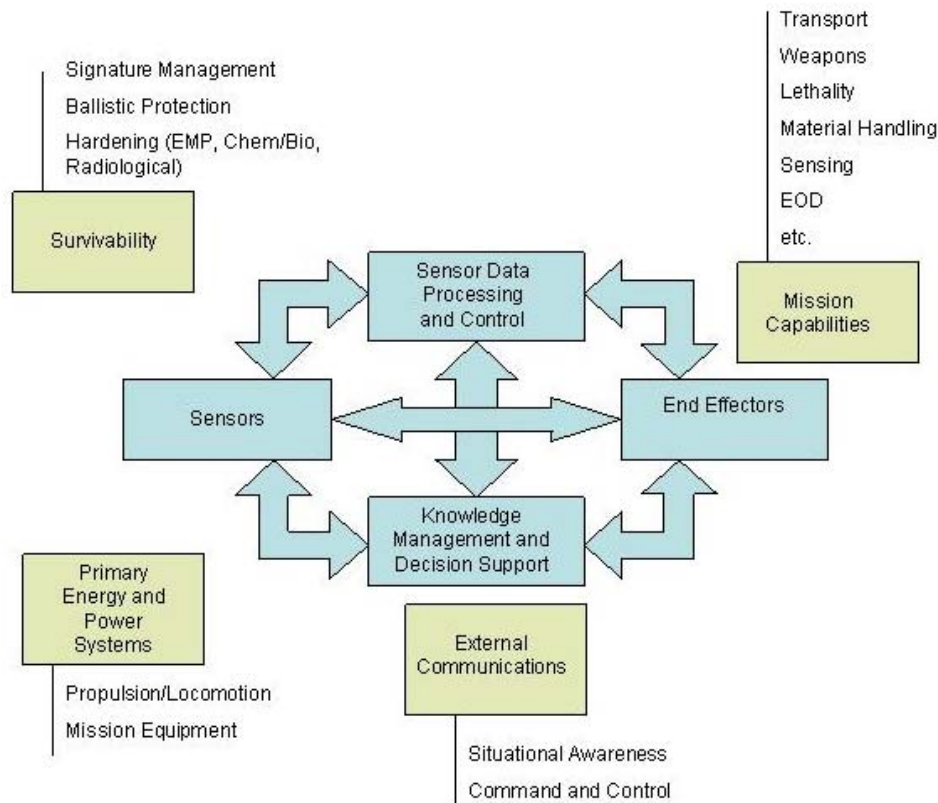 Transport
Weapons
Lethality
Material Handling
Sensing
EOD
etc.
Mission
Capabilities
Signature Management
Ballistic Protection
Hardening (EMP, Chem/Bio,
Radiological)
Survivability
Sensor Data
Processing
and Control
Sensors
End Effectors
Knowledge
Management and
Decision Support
Primary
Energy and
Power
Systems
Propulsion/Locomotion
Mission Equipment
External
Communications
Situational Awareness
Command and Control